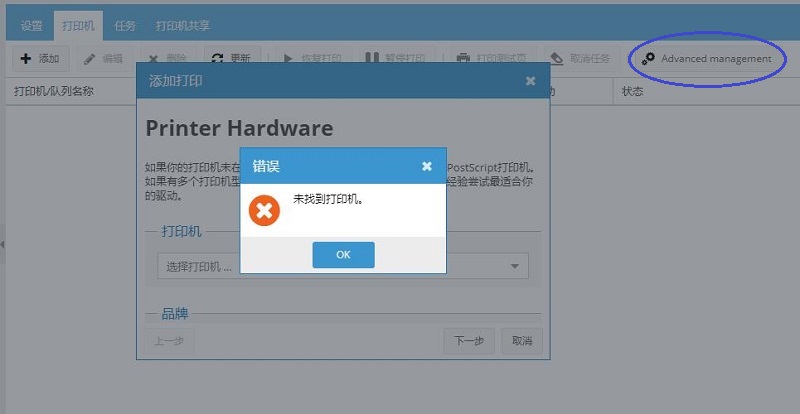 设置 打印机 任务 打印机共享
添加 编辑 删除 更新 恢复打印 暂停打印 打印测试页 取消任务 Advanced management
打印机/队列名称 状态
添加打印
Printer Hardware
如果你的打印机未在 PostScript打印机。
如果有多个打印机型 经验尝试最适合你
的驱动。
错误
未找到打印机。
OK
打印机
选择打印机 ...
品牌
上一步 下一步 取消